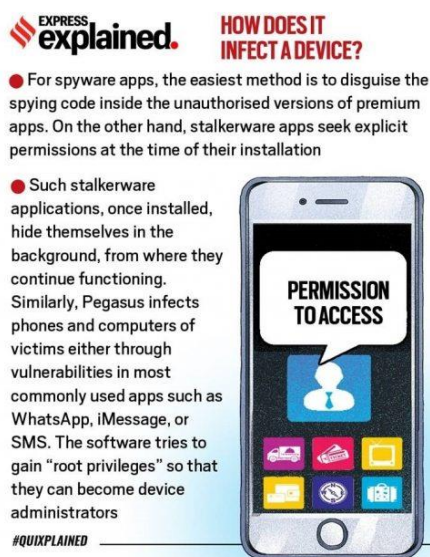 EXPRESS
explained.
HOW DOES IT
INFECT A DEVICE?
For spyware apps, the easiest method is to disguise the
spying code inside the unauthorised versions of premium
apps. On the other hand, stalkerware apps seek explicit
permissions at the time of their installation
Such stalkerware
applications, once installed,
hide themselves in the
background, from where they
continue functioning.
Similarly, Pegasus infects
phones and computers of
victims either through
vulnerabilities in most
commonly used apps such as
WhatsApp, iMessage, or
SMS. The software tries to
gain “root privileges” so that
they can become device
administrators
PERMISSION
TO ACCESS
#QUIXPLAINED